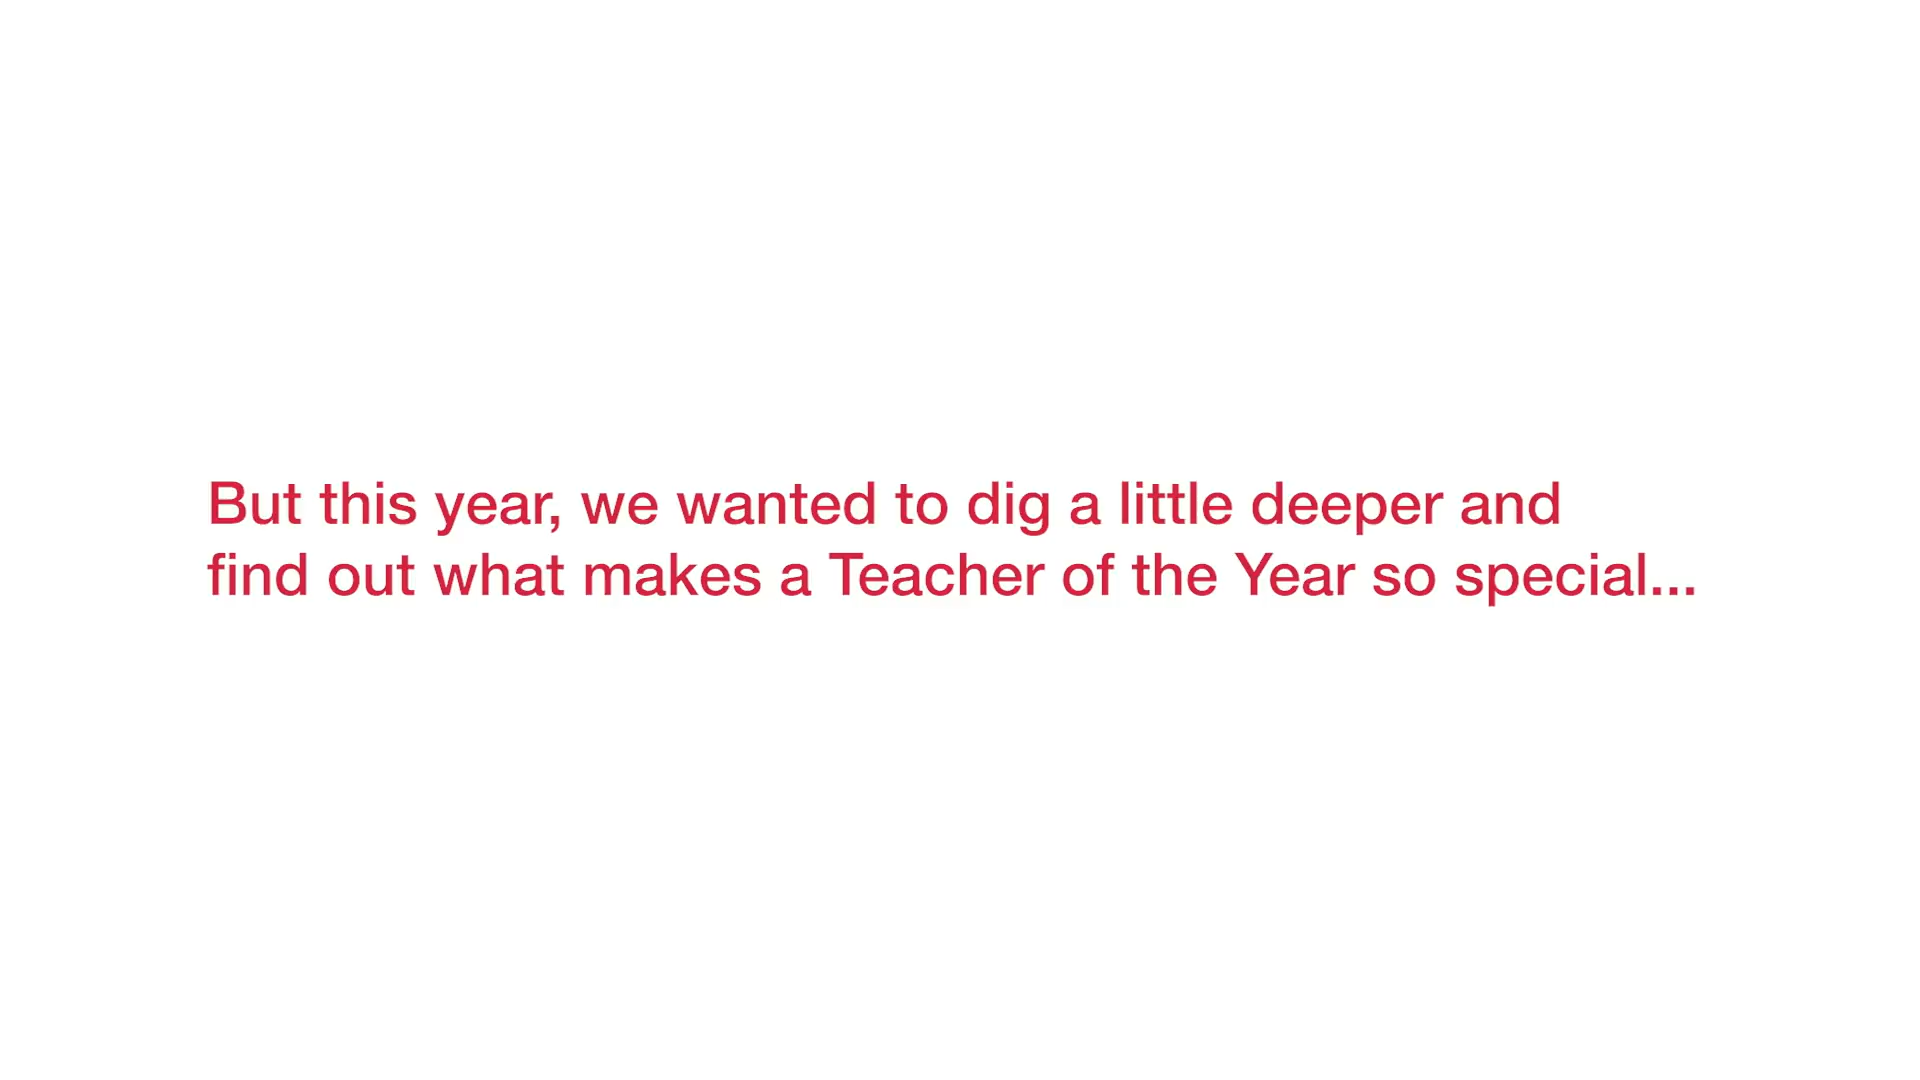 But this year, we wanted to dig a little deeper and
find out what makes a Teacher of the Year so special...